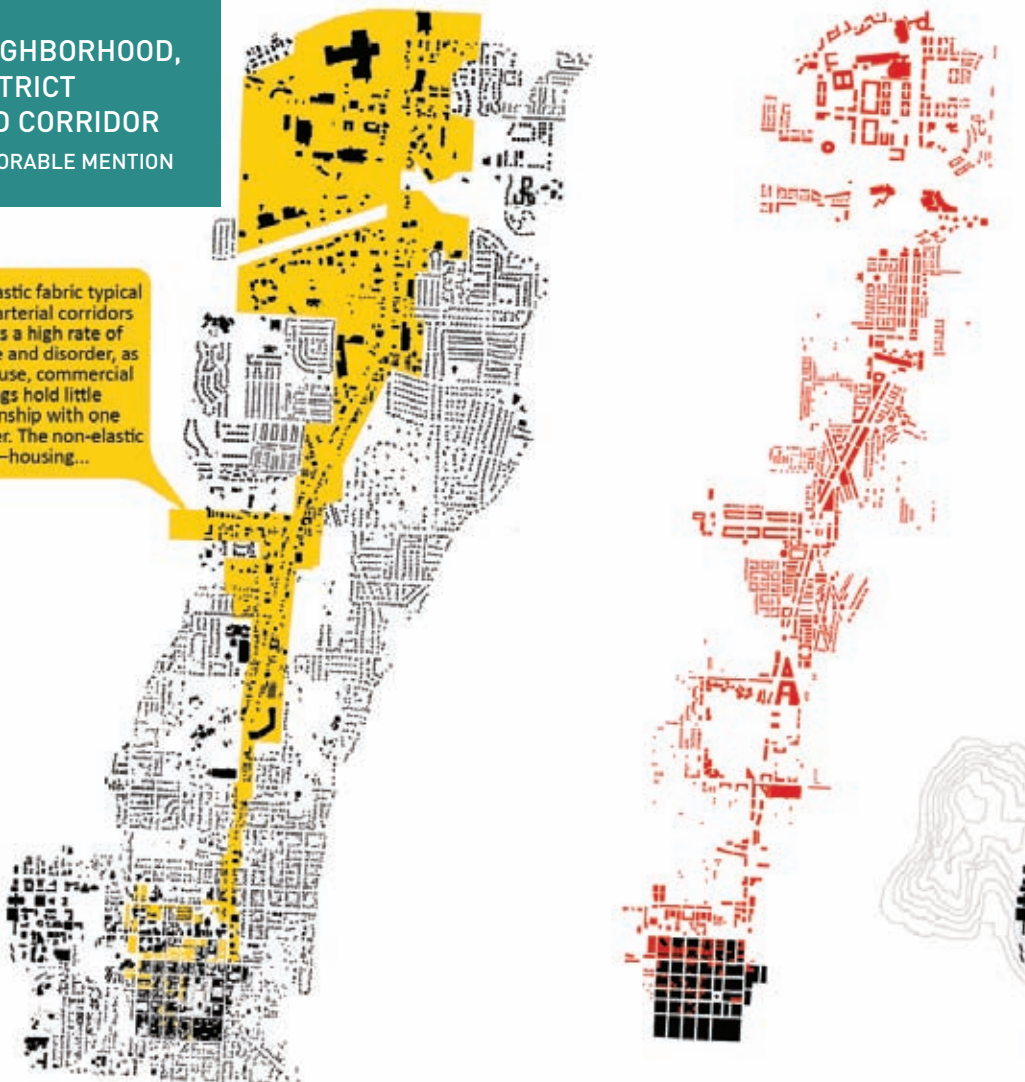 GHBORHOOD,
TRICT
D CORRIDOR
ORABLE MENTION
astic fabric typical
arterial corridors
s a high rate of
e and disorder, as
use, commercial
gs hold little
nship with one
er. The non-elastic
—housing...